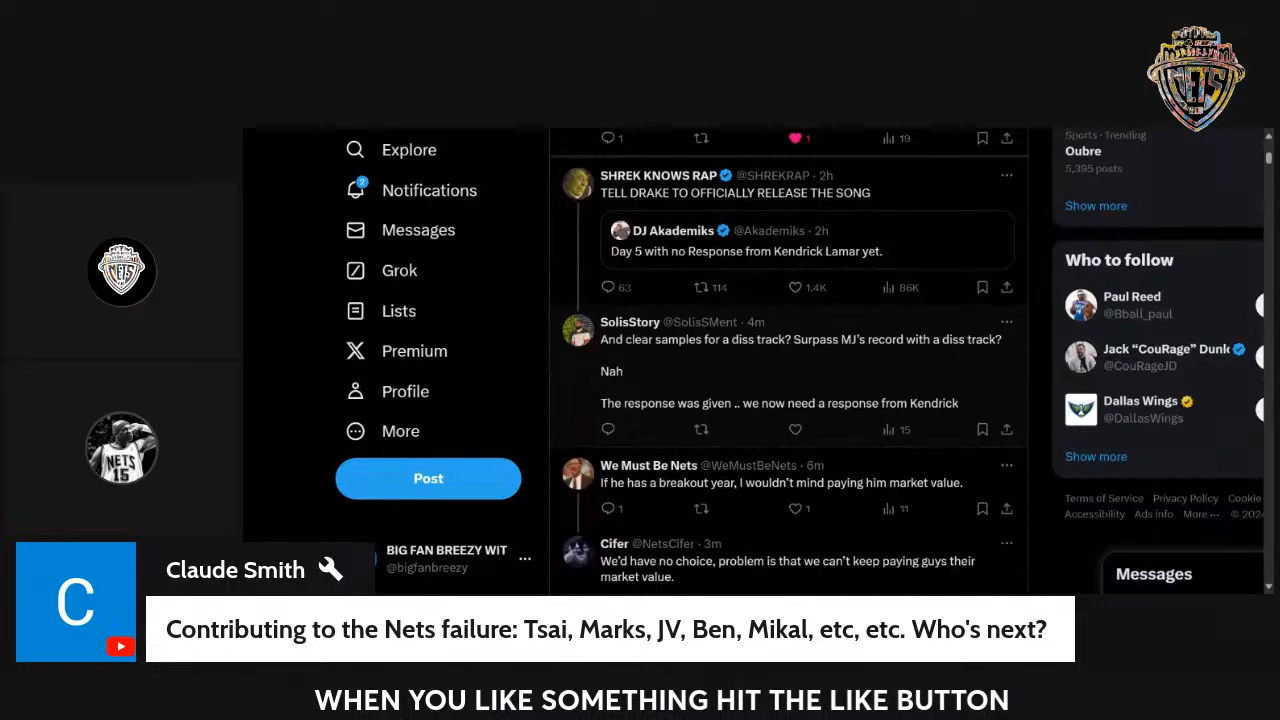 Explore
Notifications
2
Messages
Grok
Lists
Premium
Profile
More
Post
BIG FAN BREEZY WIT
@bigfanbreezy
1
1
19
SHREK KNOWS RAP @SHREKRAP · 2h
TELL DRAKE TO OFFICIALLY RELEASE THE SONG
DJ Akademiks @Akademiks · 2h
Day 5 with no Response from Kendrick Lamar yet.
63
114
1.4K
86K
SolisStory @SolisSMent · 4m
And clear samples for a diss track? Surpass MJ's record with a diss track?
Nah
The response was given .. we now need a response from Kendrick
15
We Must Be Nets @WeMustBeNets · 6m
If he has a breakout year, I wouldn't mind paying him market value.
1
1
11
Cifer @NetsCifer · 3m
We'd have no choice, problem is that we can't keep paying guys their
market value.
Sports · Trending
Oubre
5,395 posts
Show more
Who to follow
Paul Reed
@Bball_paul
Jack “CouRage” Dunl
@CouRageJD
Dallas Wings
@DallasWings
Show more
Terms of Service Privacy Policy Cookie
Accessibility Ads info More ··· © 202
Messages
NETS
NETS
NETS
15
C
Claude Smith
Contributing to the Nets failure: Tsai, Marks, JV, Ben, Mikal, etc, etc. Who's next?
WHEN YOU LIKE SOMETHING HIT THE LIKE BUTTON